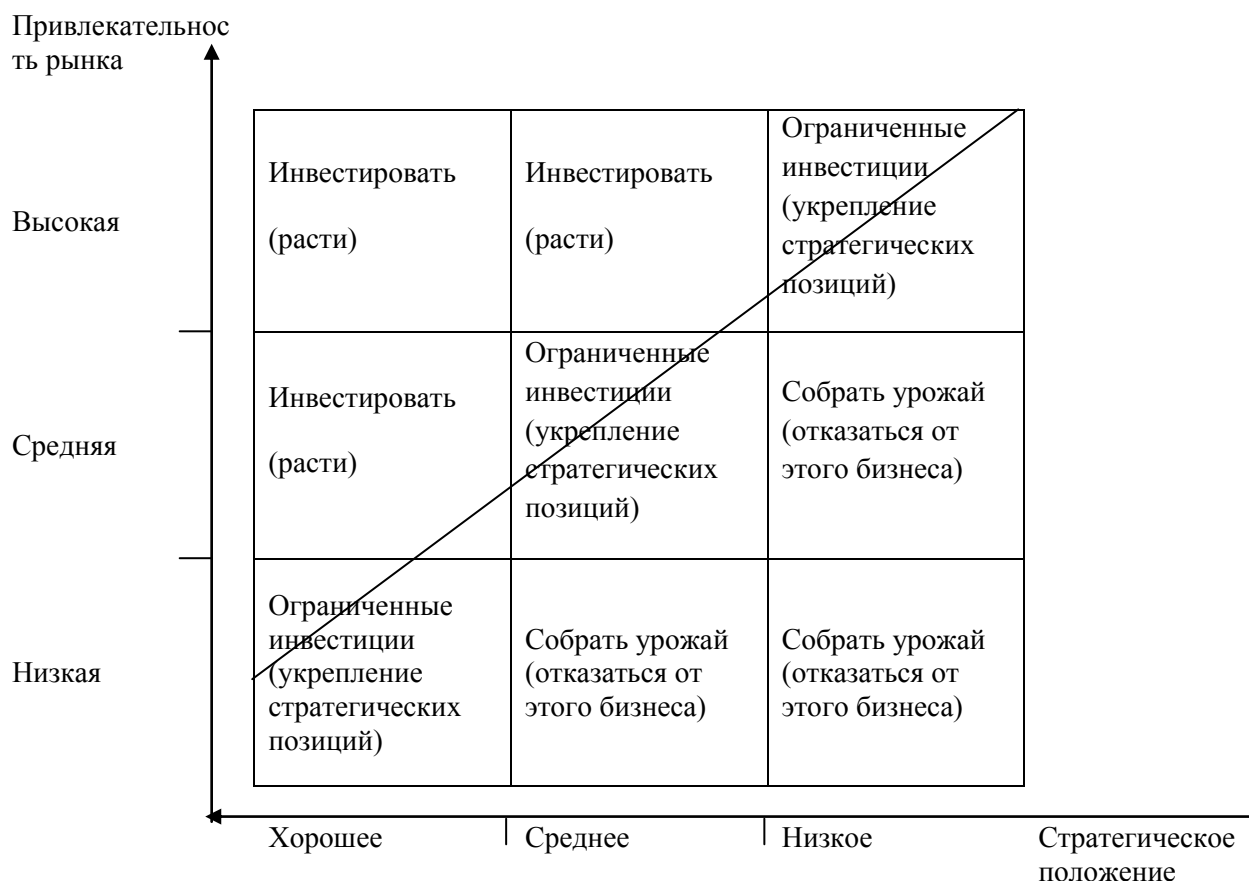 Привлекательнос
ть рынка
Высокая
Инвестировать
(расти)
Инвестировать
(расти)
Ограниченные
инвестиции
(укрепление
стратегических
позиций)
Средняя
Инвестировать
(расти)
Ограниченные
инвестиции
(укрепление
стратегических
позиций)
Собрать урожай
(отказаться от
этого бизнеса)
Низкая
Ограниченные
инвестиции
(укрепление
стратегических
позиций)
Собрать урожай
(отказаться от
этого бизнеса)
Собрать урожай
(отказаться от
этого бизнеса)
Хорошее
Среднее
Низкое
Стратегическое
положение